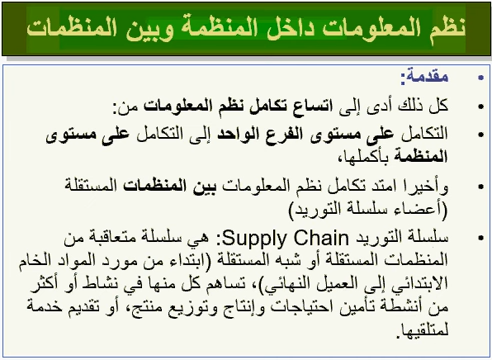 نظم المعلومات داخل المنظمة وبين المنظمات
• مقدمة:
• كل ذلك أدى إلى اتساع تكامل نظم المعلومات من:
• التكامل على مستوى الفرع الواحد إلى التكامل على مستوى
المنظمة بأكملها،
• وأخيرا امتد تكامل نظم المعلومات بين المنظمات المستقلة
(أعضاء سلسلة التوريد)
• سلسلة التوريد Supply Chain: هي سلسلة متعاقبة من
المنظمات المستقلة أو شبه المستقلة (ابتداء من مورد المواد الخام
الابتدائي إلى العميل النهائي)، تساهم كل منها في نشاط أو أكثر
من أنشطة تأمين احتياجات وإنتاج وتوزيع منتج، أو تقديم خدمة
لمتلقيها.